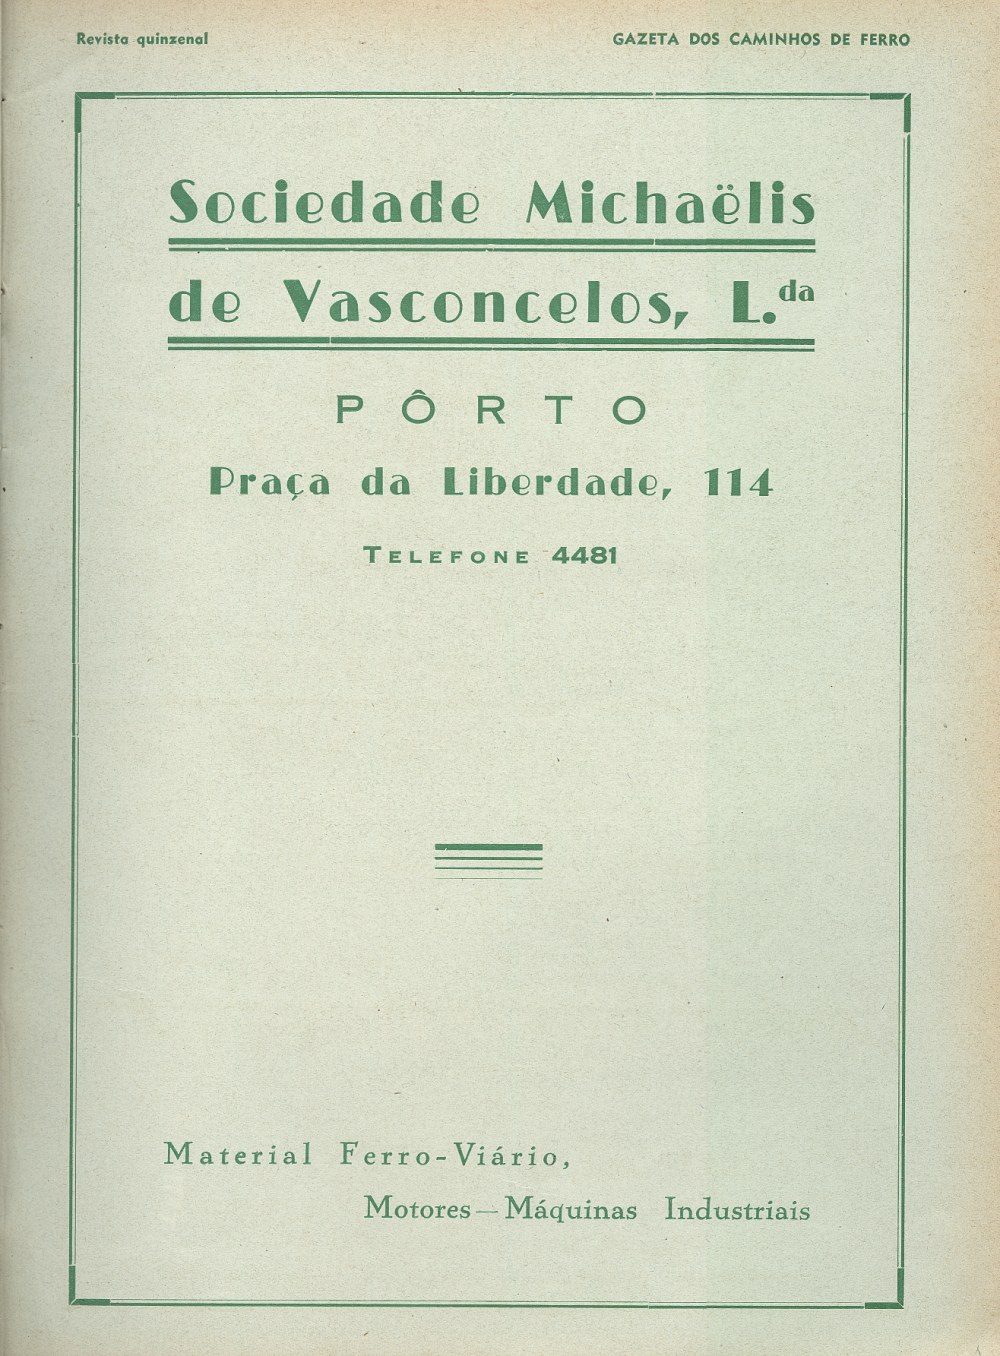 Revista quinzenal
GAZETA DOS CAMINHOS DE FERRO
Sociedade Michaëlis
de Vasconcelos, L.da
PÔRTO
Praça da Liberdade, 114
TELEFONE 4481
Material Ferro-Viário,
Motores—Máquinas Industriais